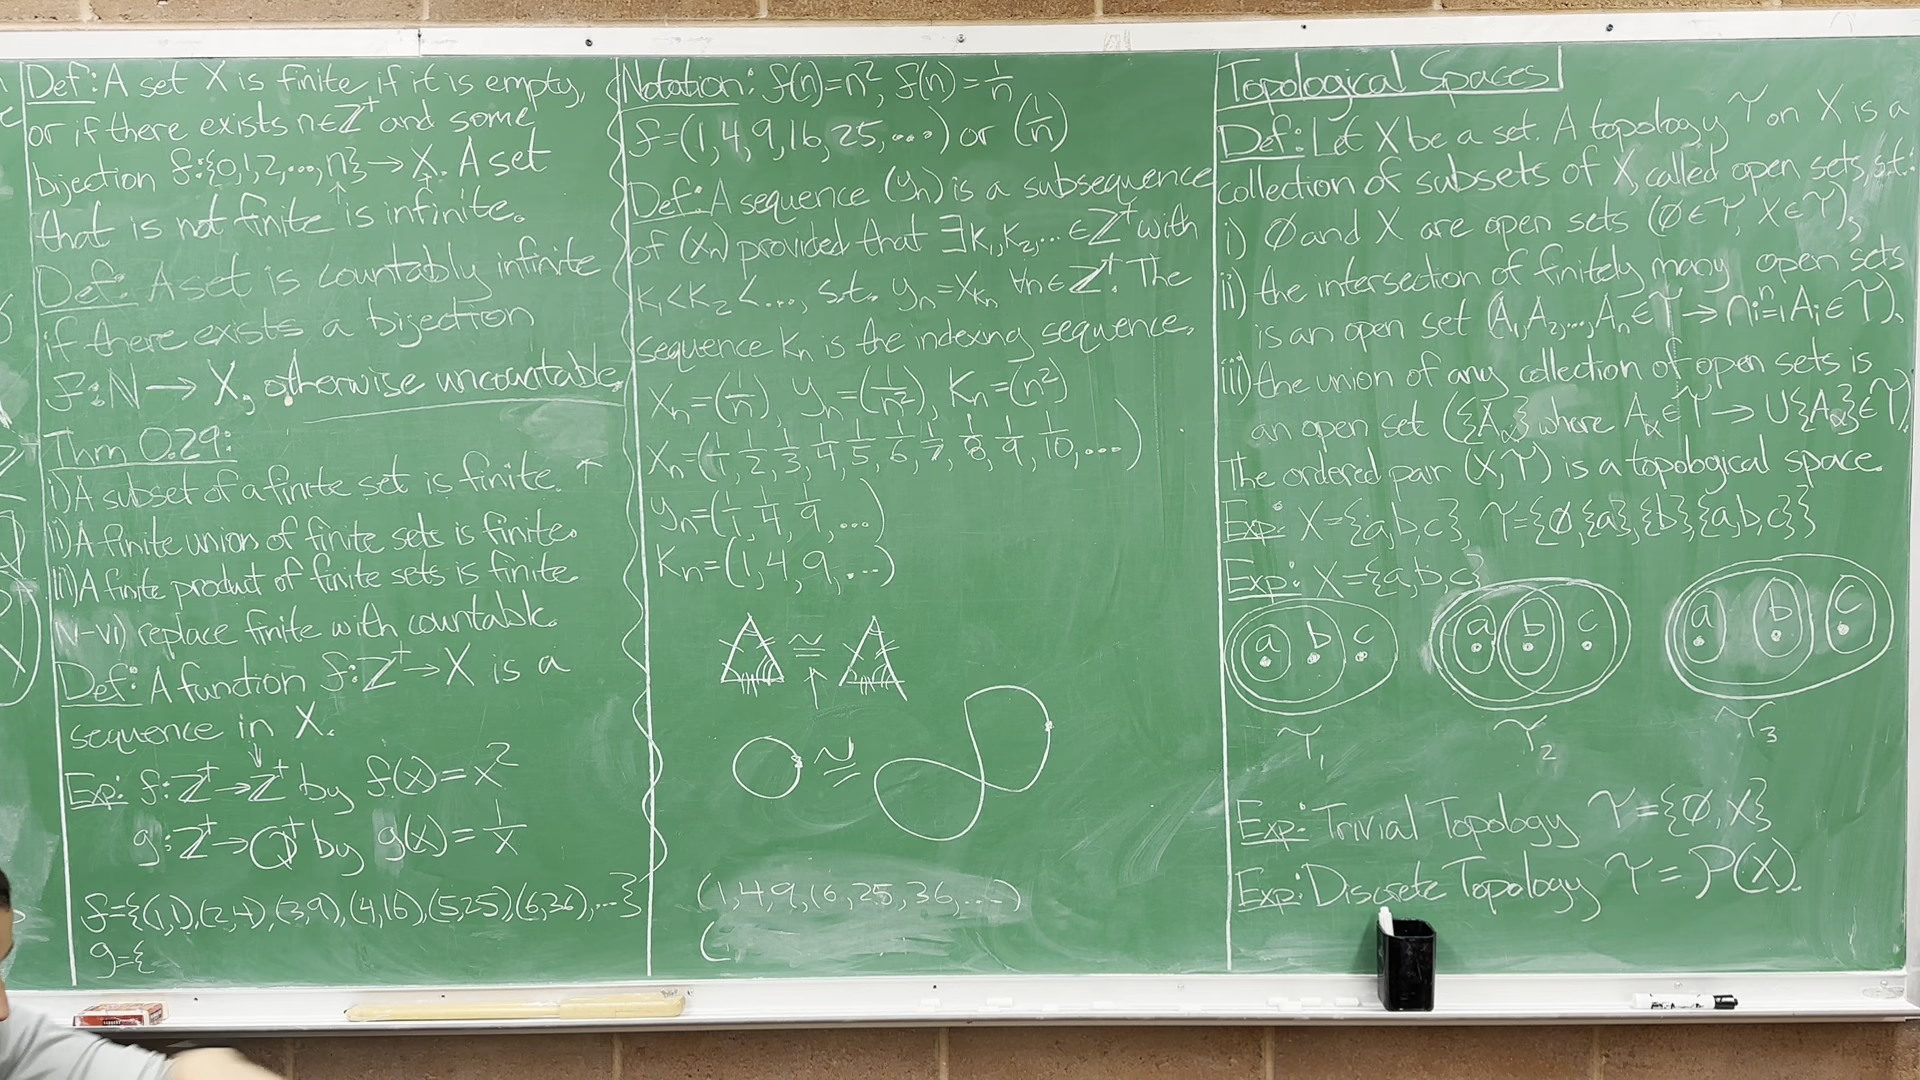 Def: A set X is finite if it is empty,
or if there exists n∈Z⁺ and some
bijection f:{0,1,2,...,n}→X. A set
that is not finite is infinite.
Def: A set is countably infinite
if there exists a bijection
f:N→X, otherwise uncountable.
Thm 0.29:
i) A subset of a finite set is finite.
ii) A finite union of finite sets is finite.
iii) A finite product of finite sets is finite.
iv-vi) replace finite with countable.
Def: A function f:Z⁺→X is a
sequence in X.
Exp: f:Z⁺→Z⁺ by f(x)=x²
g:Z⁺→Q⁺ by g(x)=1/x
f={(1,1),(2,4),(3,9),(4,16),(5,25)(6,36),...}
g={
Notation: f(n)=n², f(n)=1/n
f=(1,4,9,16,25,...) or (1/n)
Def: A sequence (yn) is a subsequence
of (xn) provided that ∃k₁,k₂,...∈Z⁺ with
k₁<k₂<..., s.t. yn=xkn ∀n∈Z⁺. The
sequence kn is the indexing sequence.
Xn=(1/n), yn=(1/n²), Kn=(n²)
Xn=(1/1,1/2,1/3,1/4,1/5,1/6,1/7,1/8,1/9,1/10,...)
yn=(1/1,1/4,1/9,...)
Kn=(1,4,9,...)
≅
≅
(1,4,9,16,25,36,...)
(
Topological Spaces
Def: Let X be a set. A topology 𝒯 on X is a
collection of subsets of X, called open sets, s.t.:
i) Ø and X are open sets (Ø∈𝒯, X∈𝒯),
ii) the intersection of finitely many open sets
is an open set (A₁,A₂,...,An∈𝒯→∩ⁿi=1Ai∈𝒯),
iii) the union of any collection of open sets is
an open set ({Aα} where Aα∈𝒯→U{Aα}∈𝒯)
The ordered pair (X,𝒯) is a topological space.
Exp: X={a,b,c}, 𝒯={Ø,{a},{b},{a,b,c}}
Exp: X={a,b,c}
a b c
a b c
a b c
𝒯₁ 𝒯₂ 𝒯₃
Exp: Trivial Topology 𝒯={Ø,X}
Exp: Discrete Topology 𝒯=P(X).